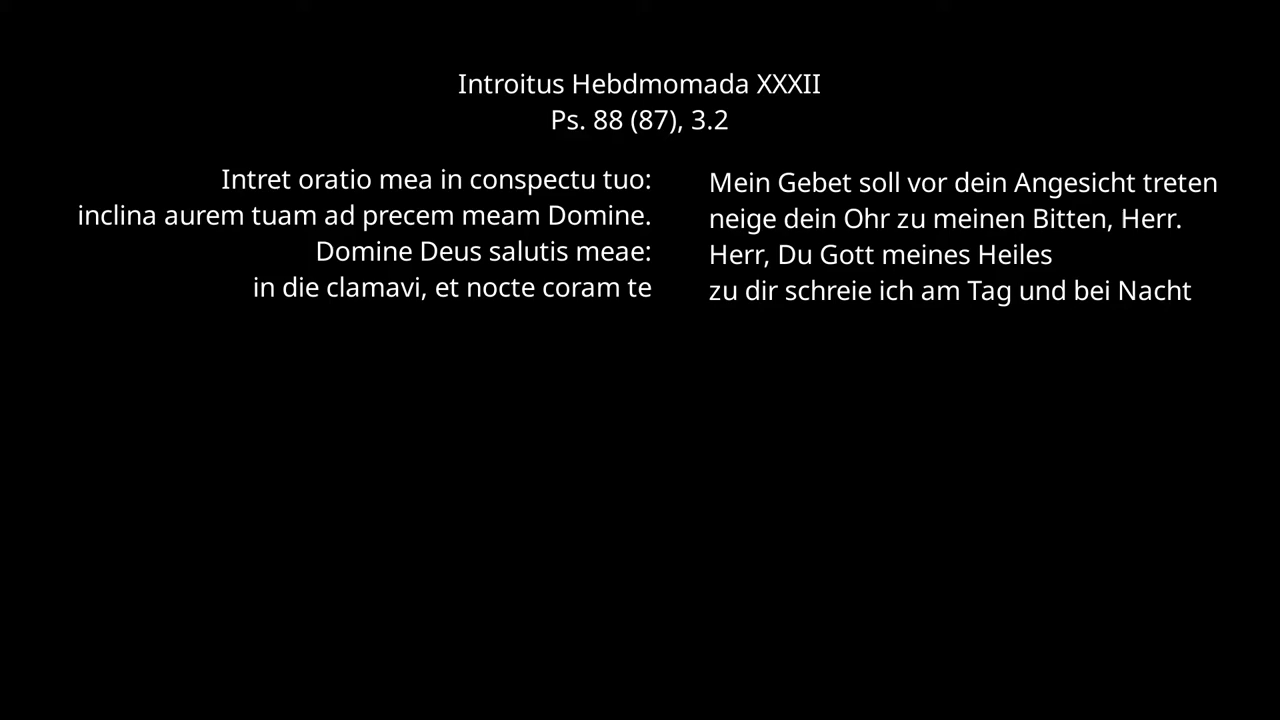 Introitus Hebdmomada XXXII
Ps. 88 (87), 3.2
Intret oratio mea in conspectu tuo:
inclina aurem tuam ad precem meam Domine.
Domine Deus salutis meae:
in die clamavi, et nocte coram te
Mein Gebet soll vor dein Angesicht treten
neige dein Ohr zu meinen Bitten, Herr.
Herr, Du Gott meines Heiles
zu dir schreie ich am Tag und bei Nacht